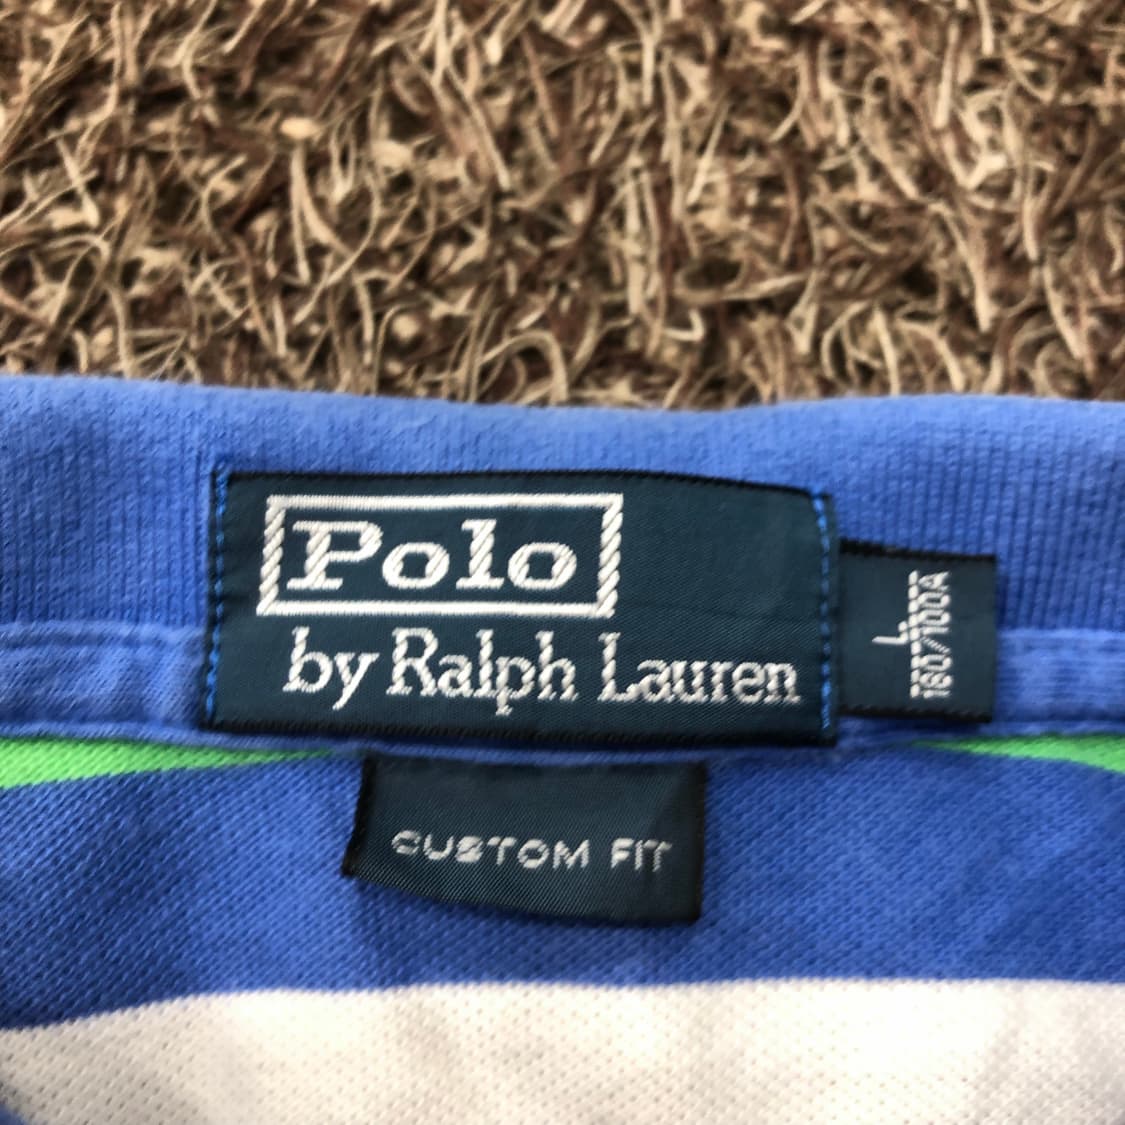 Polo
by Ralph Lauren
L
180/100A
CUSTOM FIT